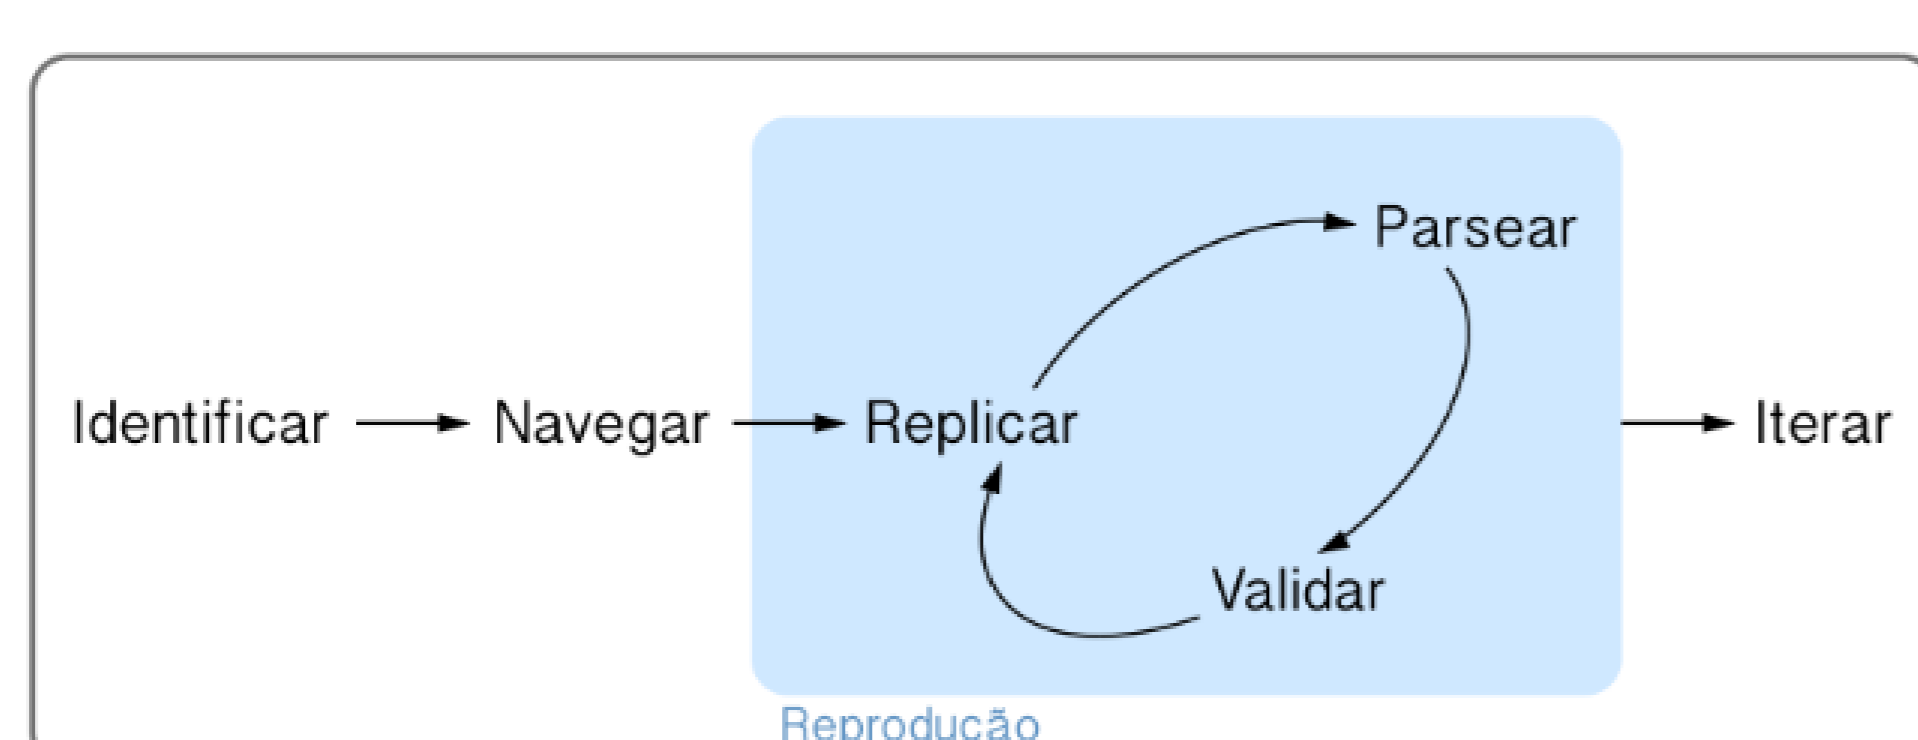 Parsear
Identificar
Navegar
Replicar
Iterar
Validar
Reprodução